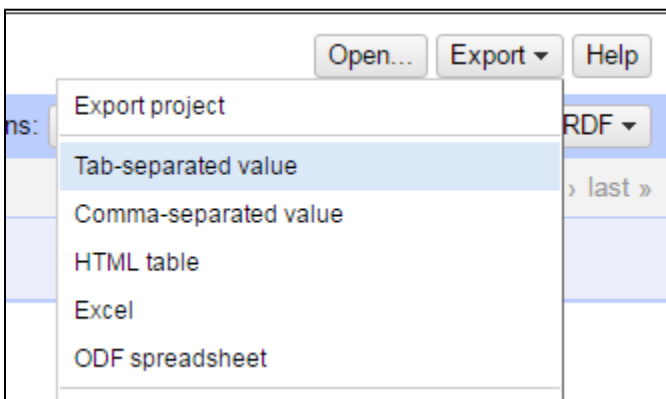 Open... Export Help
Export project
ns: RDF
Tab-separated value
› last »
Comma-separated value
HTML table
Excel
ODF spreadsheet